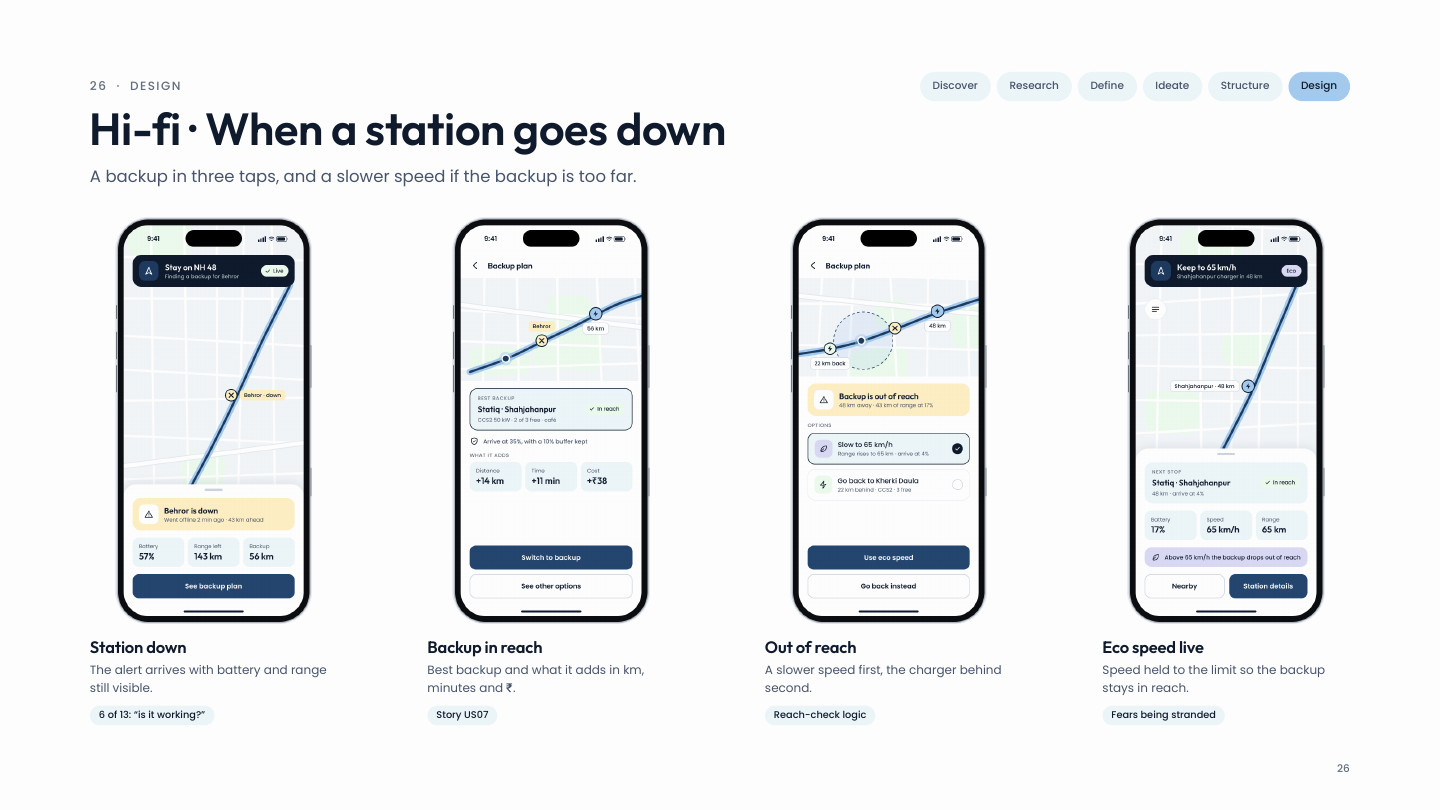 26 · DESIGN
Discover
Research
Define
Ideate
Structure
Design
Hi-fi · When a station goes down
A backup in three taps, and a slower speed if the backup is too far.
9:41
Stay on NH 48
Finding a backup for Behror
Live
Behror · down
Behror is down
Went offline 2 min ago · 43 km ahead
Battery
57%
Range left
143 km
Backup
56 km
See backup plan
9:41
Backup plan
Behror
56 km
BEST BACKUP
Statiq · Shahjahanpur
CCS2 50 kW · 2 of 3 free · café
In reach
Arrive at 35%, with a 10% buffer kept
WHAT IT ADDS
Distance
+14 km
Time
+11 min
Cost
+₹38
Switch to backup
See other options
9:41
Backup plan
48 km
22 km back
Backup is out of reach
48 km away · 43 km of range at 17%
OPTIONS
Slow to 65 km/h
Range rises to 65 km · arrive at 4%
Go back to Kherki Daula
22 km behind · CCS2 · 3 free
Use eco speed
Go back instead
9:41
Keep to 65 km/h
Shahjahanpur charger in 48 km
Eco
Shahjahanpur · 48 km
NEXT STOP
Statiq · Shahjahanpur
48 km · arrive at 4%
In reach
Battery
17%
Speed
65 km/h
Range
65 km
Above 65 km/h the backup drops out of reach
Nearby
Station details
Station down
The alert arrives with battery and range
still visible.
6 of 13: “is it working?”
Backup in reach
Best backup and what it adds in km,
minutes and ₹.
Story US07
Out of reach
A slower speed first, the charger behind
second.
Reach-check logic
Eco speed live
Speed held to the limit so the backup
stays in reach.
Fears being stranded
26